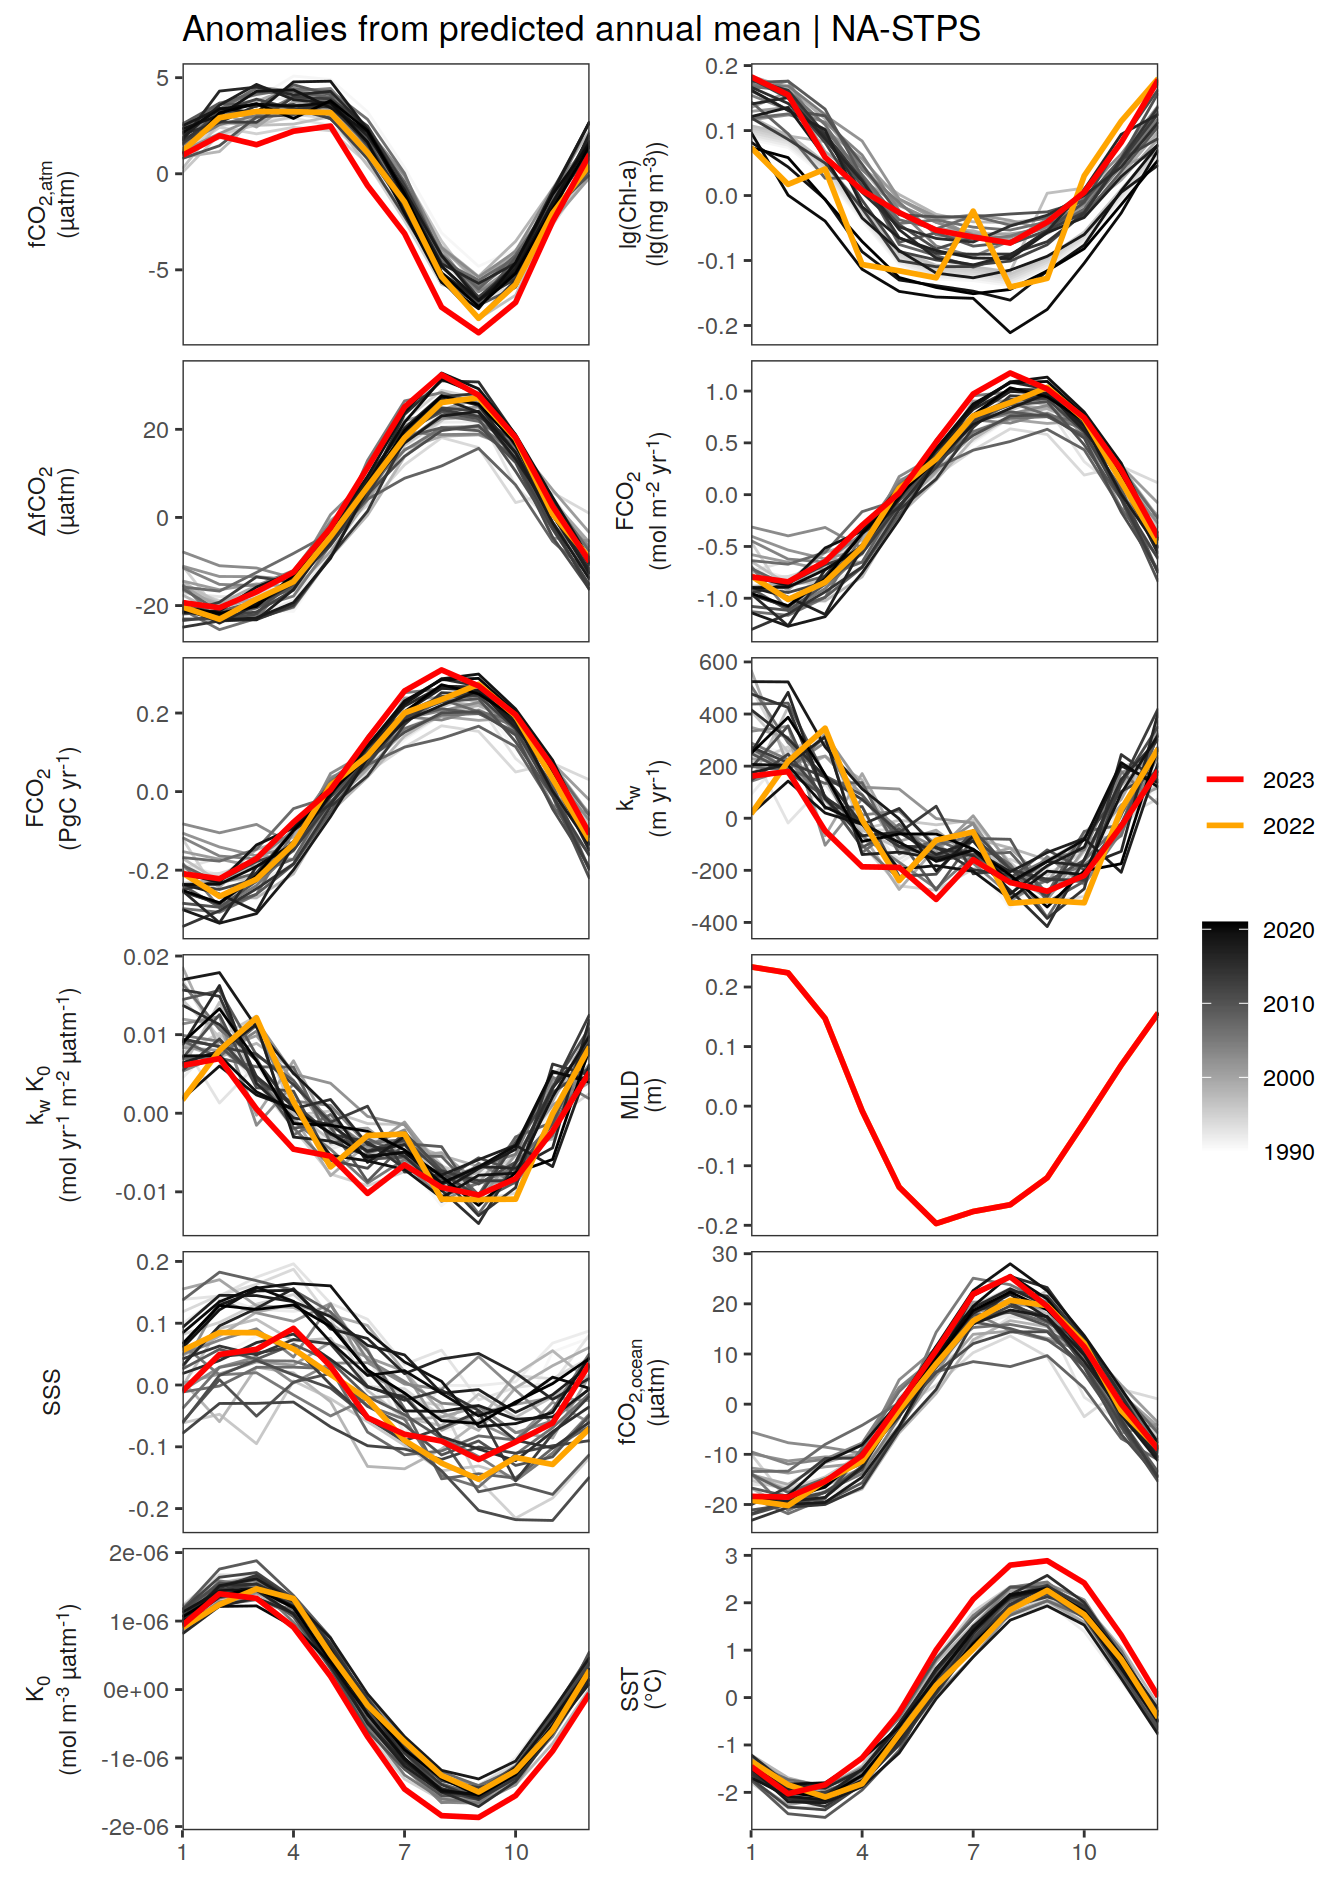 Anomalies from predicted annual mean | NA-STPS
fCO2,atm
(µatm)
5
0
-5
lg(Chl-a)
(lg(mg m-3))
0.2
0.1
0.0
-0.1
-0.2
ΔfCO2
(µatm)
20
0
-20
FCO2
(mol m-2 yr-1)
1.0
0.5
0.0
-0.5
-1.0
FCO2
(PgC yr-1)
0.2
0.0
-0.2
kw
(m yr-1)
600
400
200
0
-200
-400
kw K0
(mol yr-1 m-2 µatm-1)
0.02
0.01
0.00
-0.01
MLD
(m)
0.2
0.1
0.0
-0.1
-0.2
SSS
0.2
0.1
0.0
-0.1
-0.2
fCO2,ocean
(µatm)
30
20
10
0
-10
-20
K0
(mol m-3 µatm-1)
2e-06
1e-06
0e+00
-1e-06
-2e-06
1 4 7 10
SST
(°C)
3
2
1
0
-1
-2
1 4 7 10
2023
2022
2020
2010
2000
1990